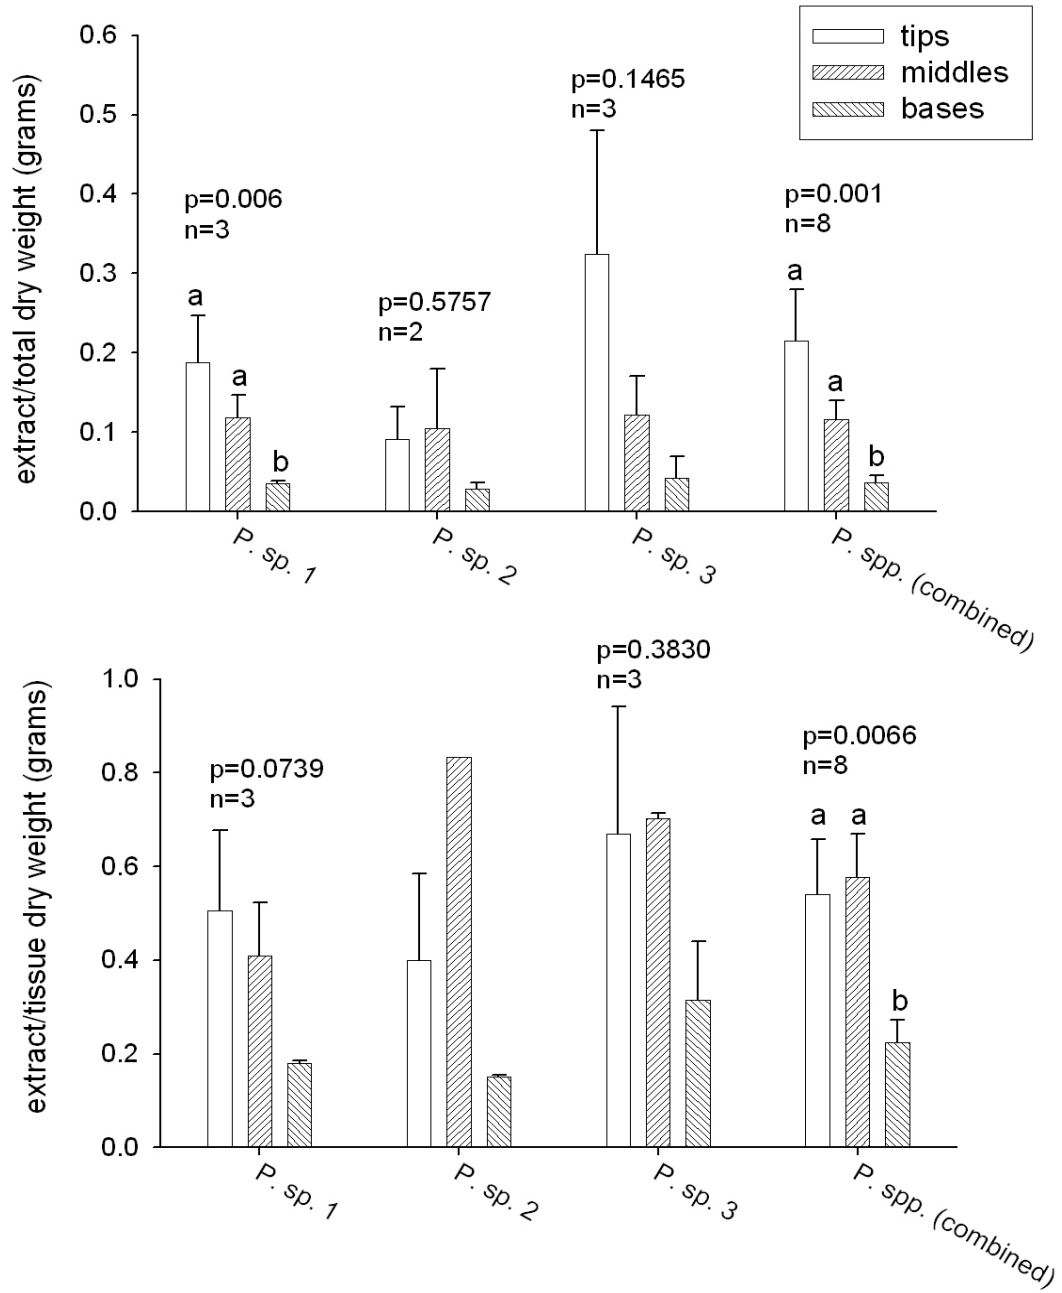 extract/total dry weight (grams)
0.6
0.5
0.4
0.3
0.2
0.1
0.0
tips
middles
bases
p=0.006
n=3
a
a
b
p=0.5757
n=2
p=0.1465
n=3
p=0.001
n=8
a
a
b
P. sp. 1
P. sp. 2
P. sp. 3
P. spp. (combined)
extract/tissue dry weight (grams)
1.0
0.8
0.6
0.4
0.2
0.0
p=0.0739
n=3
p=0.3830
n=3
p=0.0066
n=8
a
a
b
P. sp. 1
P. sp. 2
P. sp. 3
P. spp. (combined)